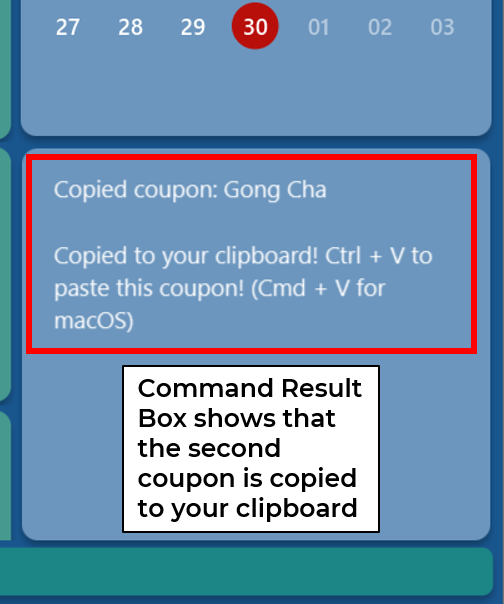 27 28 29 30 01 02 03
Copied coupon: Gong Cha
Copied to your clipboard! Ctrl + V to
paste this coupon! (Cmd + V for
macOS)
Command Result
Box shows that
the second
coupon is copied
to your clipboard